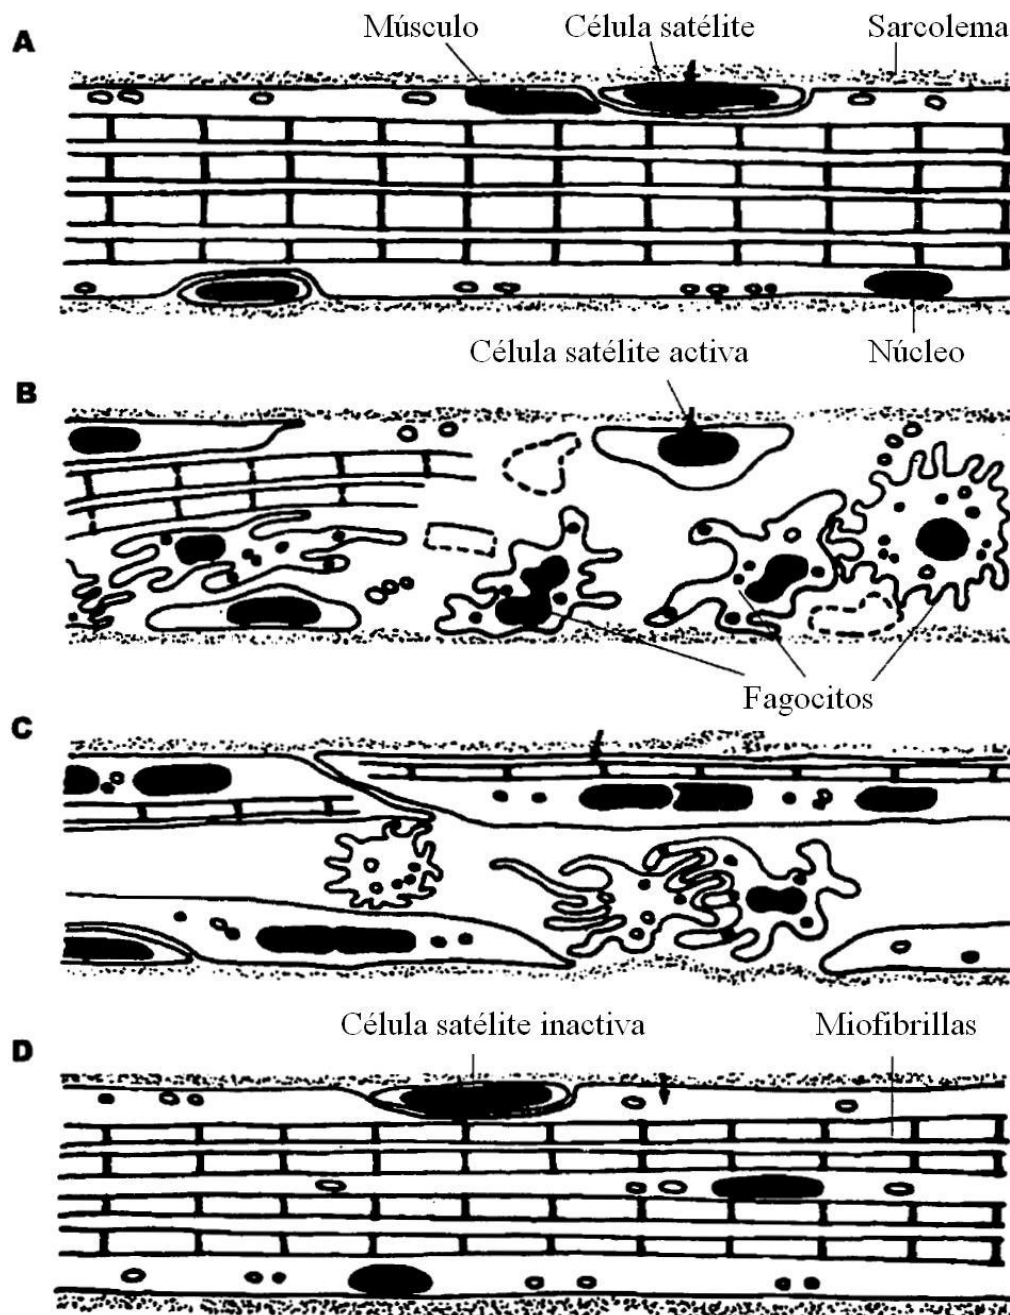 A
Músculo Célula satélite Sarcolema
Célula satélite activa Núcleo
B
Fagocitos
C
Célula satélite inactiva Miofibrillas
D